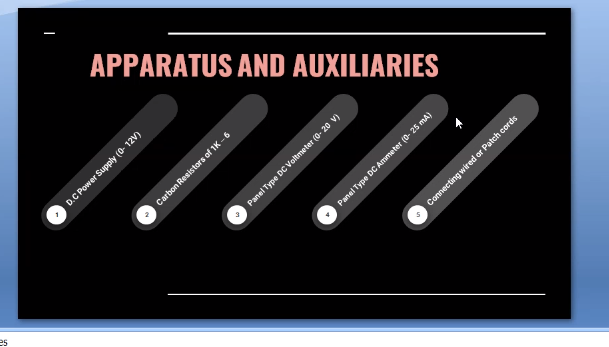 APPARATUS AND AUXILIARIES
1 D.C Power Supply (0- 12V)
2 Carbon Resistors of 1K – 6
3 Panel Type DC Voltmeter (0- 20 V)
4 Panel Type DC Ammeter (0- 25 mA)
5 Connecting wired or Patch cords
es